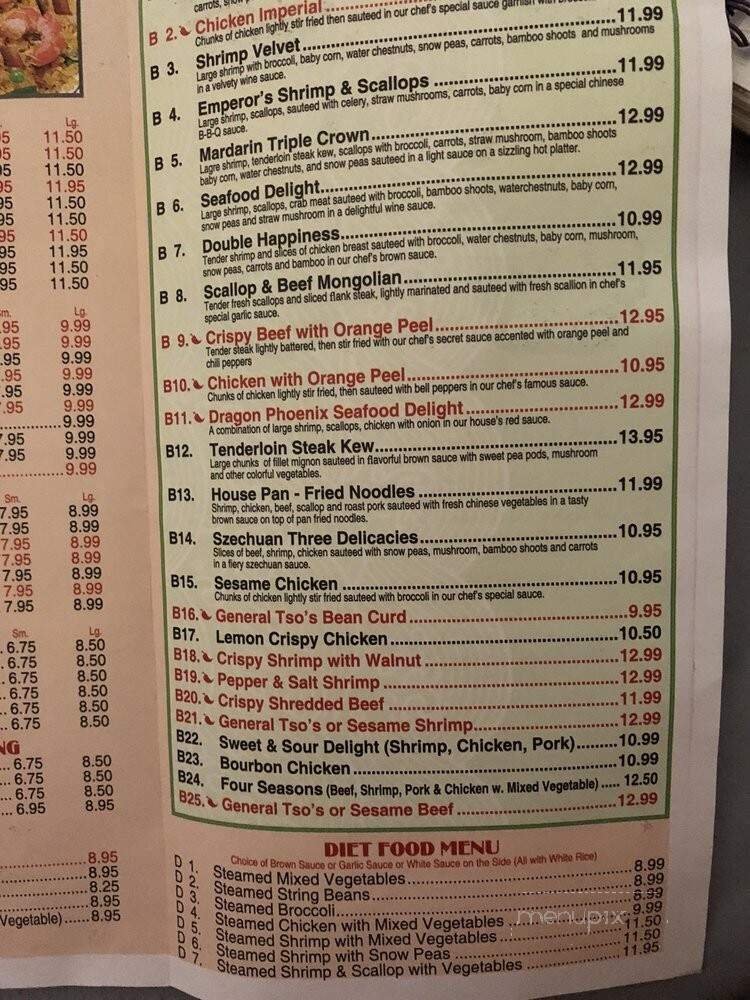 carrots, snow
B 2. Chicken Imperial
Chunks of chicken lightly stir fried then sauteed in our chef's special sauce garnish with
B 3. Shrimp Velvet 11.99
Large shrimp with broccoli, baby corn, water chestnuts, snow peas, carrots, bamboo shoots and mushrooms
in a velvety wine sauce.
B 4. Emperor's Shrimp & Scallops 11.99
Large shrimp, scallops, sauteed with celery, straw mushrooms, carrots, baby corn in a special chinese
B-B-Q sauce.
B 5. Mardarin Triple Crown 12.99
Lagre shrimp, tenderloin steak kew, scallops with broccoli, carrots, straw mushroom, bamboo shoots
baby corn, water chestnuts, and snow peas sauteed in a light sauce on a sizzling hot platter.
B 6. Seafood Delight 12.99
Large shrimp, scallops, crab meat sauteed with broccoli, bamboo shoots, waterchestnuts, baby corn,
snow peas and straw mushroom in a delightful wine sauce.
B 7. Double Happiness 10.99
Tender shrimp and slices of chicken breast sauteed with broccoli, water chestnuts, baby corn, mushroom,
snow peas, carrots and bamboo in our chef's brown sauce.
B 8. Scallop & Beef Mongolian 11.95
Tender fresh scallops and sliced flank steak, lightly marinated and sauteed with fresh scallion in chef's
special garlic sauce.
B 9. Crispy Beef with Orange Peel 12.95
Tender steak lightly battered, then stir fried with our chef's secret sauce accented with orange peel and
chili peppers
B10. Chicken with Orange Peel 10.95
Chunks of chicken lightly stir fried, then sauteed with bell peppers in our chef's famous sauce.
B11. Dragon Phoenix Seafood Delight 12.99
A combination of large shrimp, scallops, chicken with onion in our house's red sauce.
B12. Tenderloin Steak Kew 13.95
Large chunks of fillet mignon sauteed in flavorful brown sauce with sweet pea pods, mushroom
and other colorful vegetables.
B13. House Pan - Fried Noodles 11.99
Shrimp, chicken, beef, scallop and roast pork sauteed with fresh chinese vegetables in a tasty
brown sauce on top of pan fried noodles.
B14. Szechuan Three Delicacies 10.95
Slices of beef, shrimp, chicken sauteed with snow peas, mushroom, bamboo shoots and carrots
in a fiery szechuan sauce.
B15. Sesame Chicken 10.95
Chunks of chicken lightly stir fried sauteed with broccoli in our chef's special sauce.
B16. General Tso's Bean Curd 9.95
B17. Lemon Crispy Chicken 10.50
B18. Crispy Shrimp with Walnut 12.99
B19. Pepper & Salt Shrimp 12.99
B20. Crispy Shredded Beef 11.99
B21. General Tso's or Sesame Shrimp 12.99
B22. Sweet & Sour Delight (Shrimp, Chicken, Pork) 10.99
B23. Bourbon Chicken 10.99
B24. Four Seasons (Beef, Shrimp, Pork & Chicken w. Mixed Vegetable) 12.50
B25. General Tso's or Sesame Beef 12.99
DIET FOOD MENU
Choice of Brown Sauce or Garlic Sauce or White Sauce on the Side (All with White Rice)
D 1. Steamed Mixed Vegetables 8.99
D 2. Steamed String Beans 8.99
D 3. Steamed Broccoli 8.99
D 4. Steamed Chicken with Mixed Vegetables 9.99
D 5. Steamed Shrimp with Mixed Vegetables 11.50
D 6. Steamed Shrimp with Snow Peas 11.50
D 7. Steamed Shrimp & Scallop with Vegetables 11.95
menupix
Lg.
11.50
11.50
11.50
11.95
11.50
11.50
11.50
11.95
11.50
11.50
Lg.
9.99
9.99
9.99
9.99
9.99
9.99
9.99
9.99
9.99
9.99
Sm. Lg.
7.95 8.99
7.95 8.99
7.95 8.99
7.95 8.99
7.95 8.99
7.95 8.99
7.95 8.99
Sm. Lg.
6.75 8.50
6.75 8.50
6.75 8.50
6.75 8.50
6.75 8.50
6.75 8.50
NG
6.75 8.50
6.75 8.50
6.75 8.50
6.95 8.95
8.95
8.95
8.25
8.95
Vegetable) 8.95